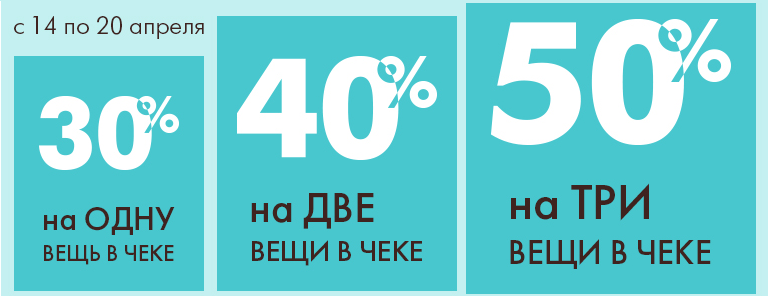 с 14 по 20 апреля
30%
на ОДНУ
ВЕЩЬ В ЧЕКЕ
40%
на ДВЕ
ВЕЩИ В ЧЕКЕ
50%
на ТРИ
ВЕЩИ В ЧЕКЕ